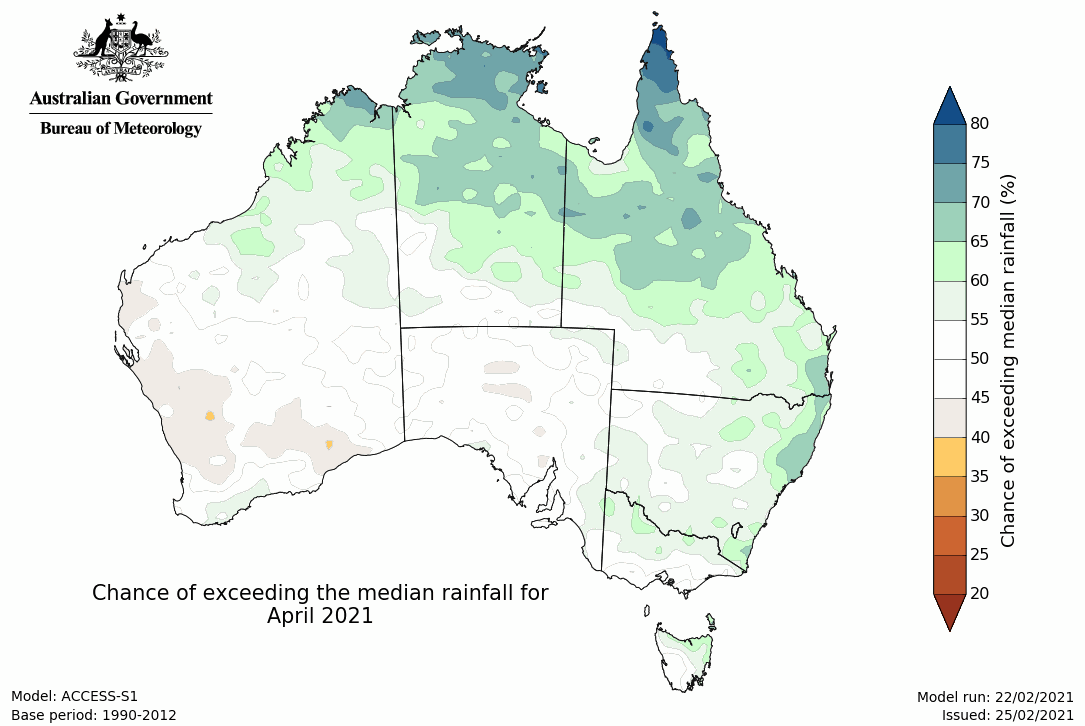 Australian Government
Bureau of Meteorology
80
75
70
65
60
55
50
45
40
35
30
25
20
Chance of exceeding median rainfall (%)
Chance of exceeding the median rainfall for
April 2021
Model: ACCESS-S1
Base period: 1990-2012
Model run: 22/02/2021
Issued: 25/02/2021